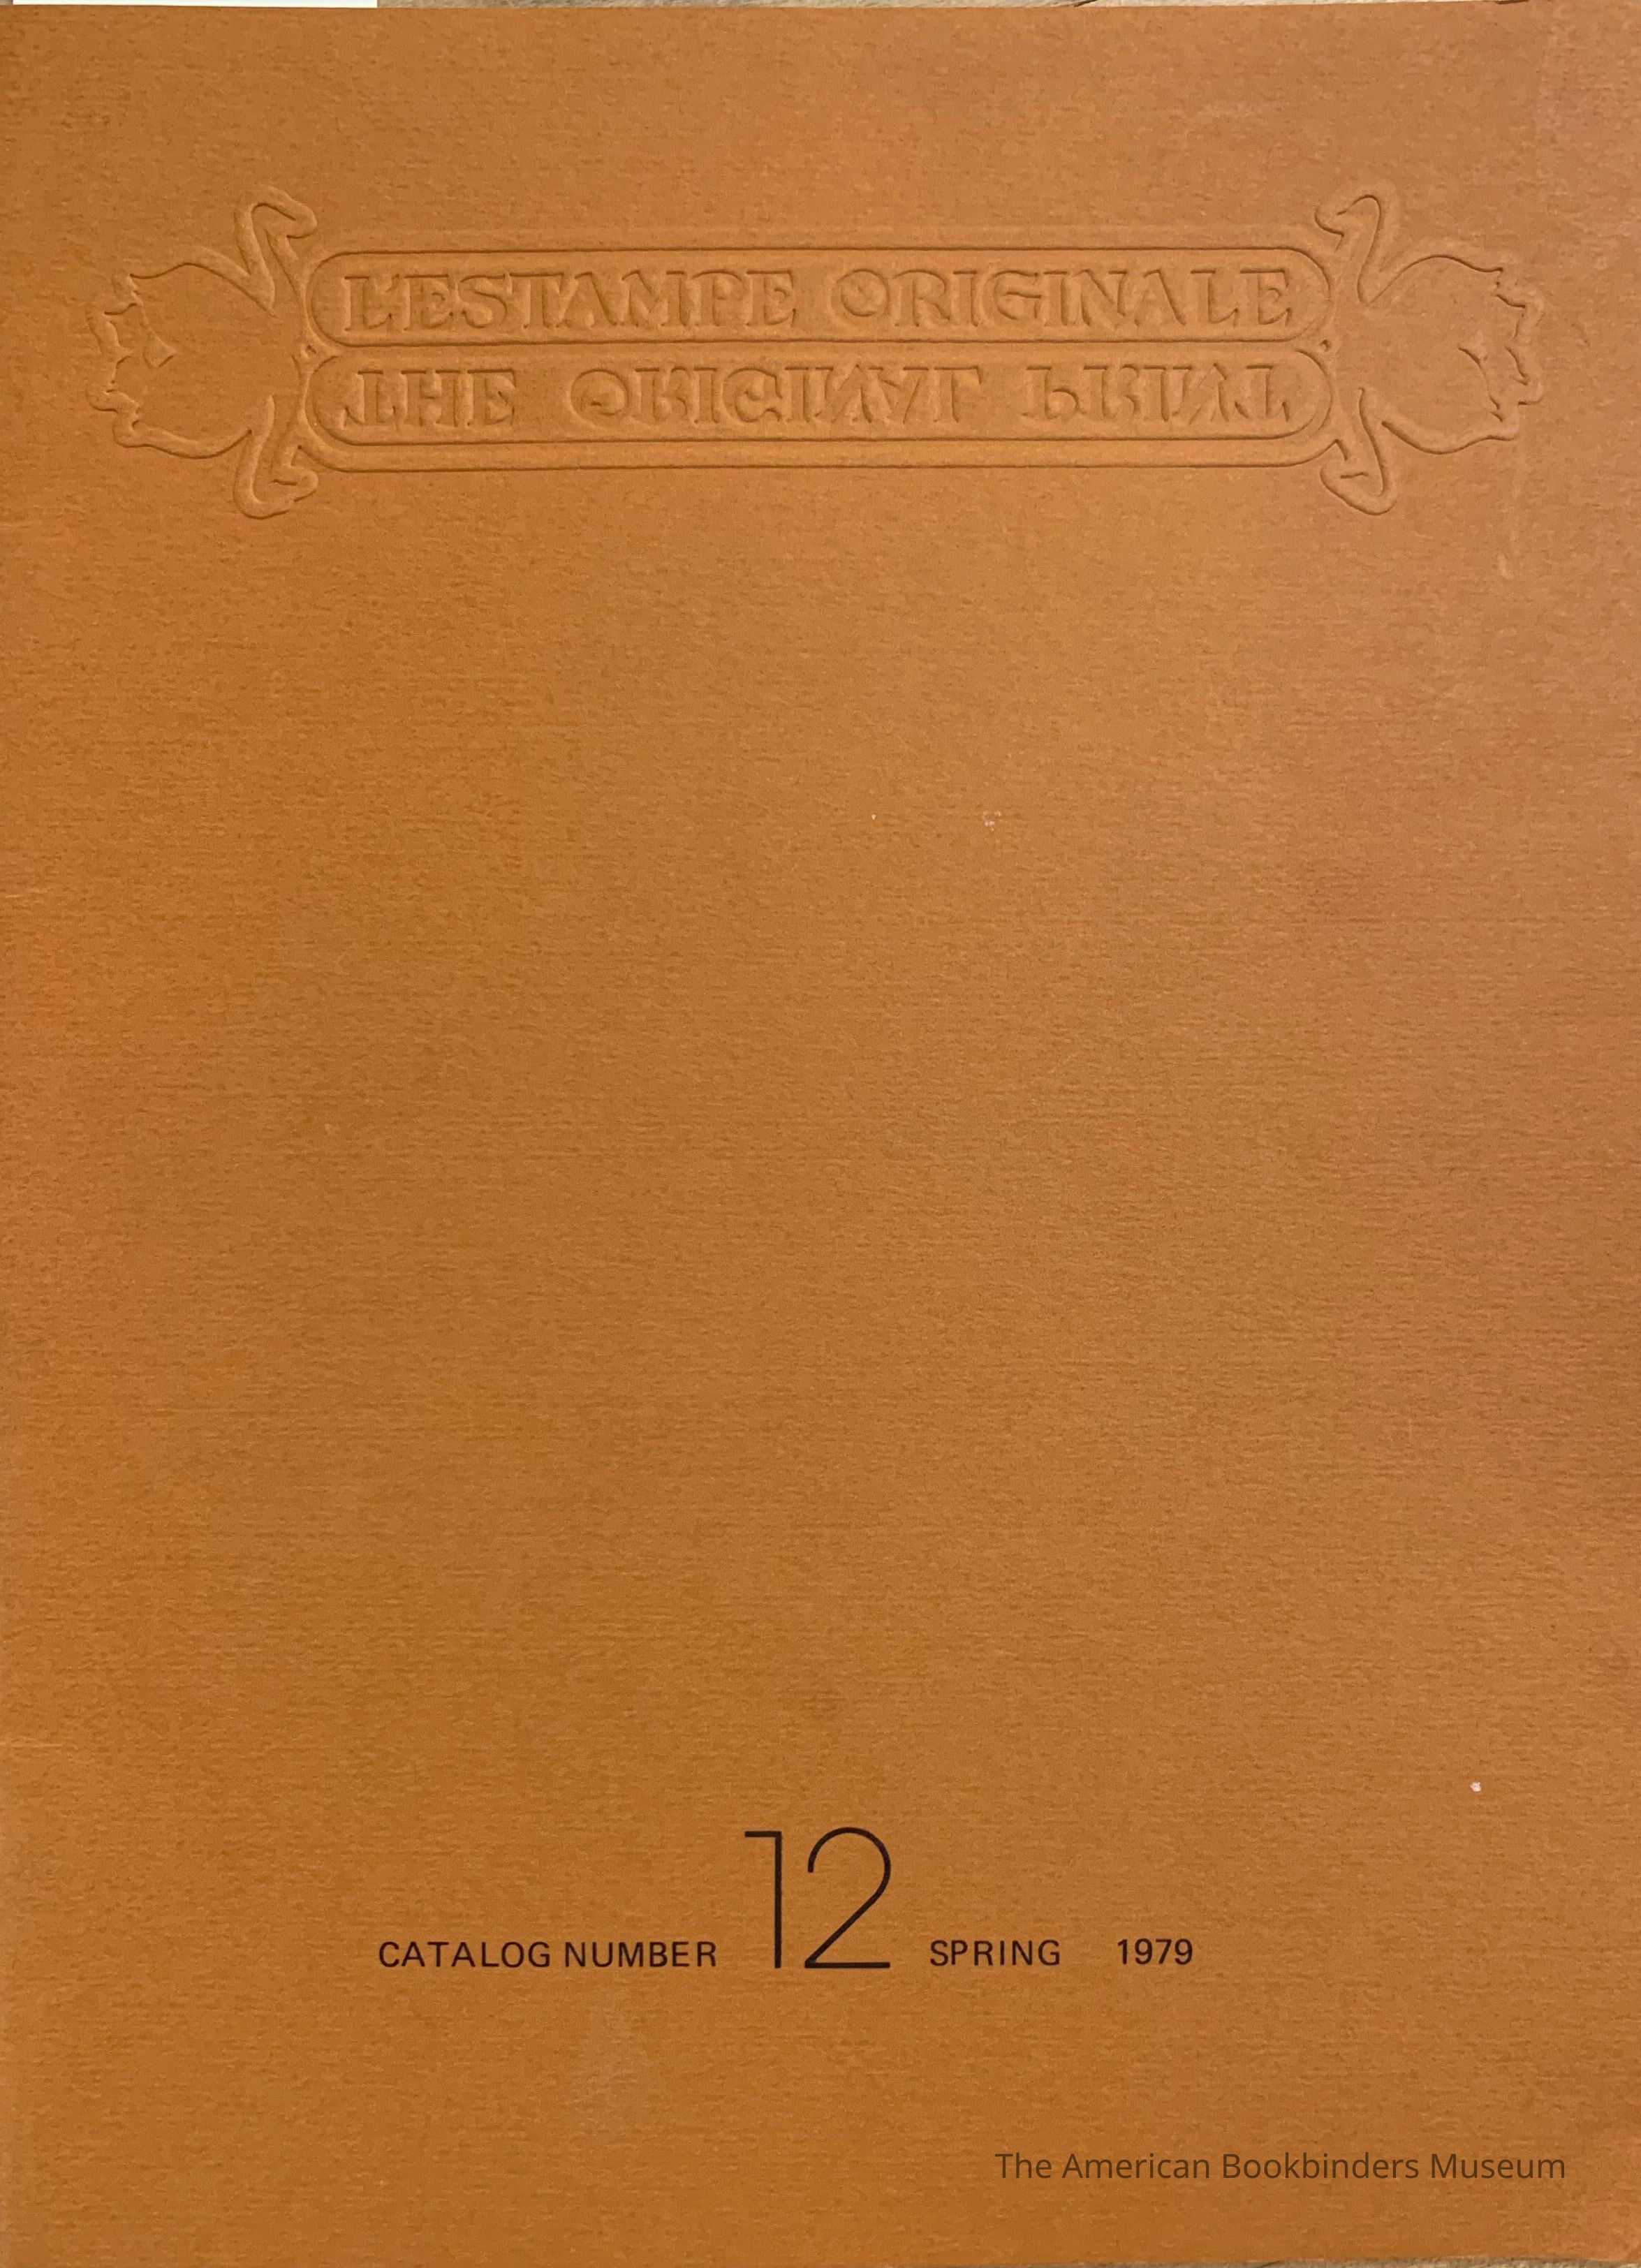 L'ESTAMPE ORIGINALE
THE ORIGINAL PRINT
CATALOG NUMBER 12 SPRING 1979
The American Bookbinders Museum